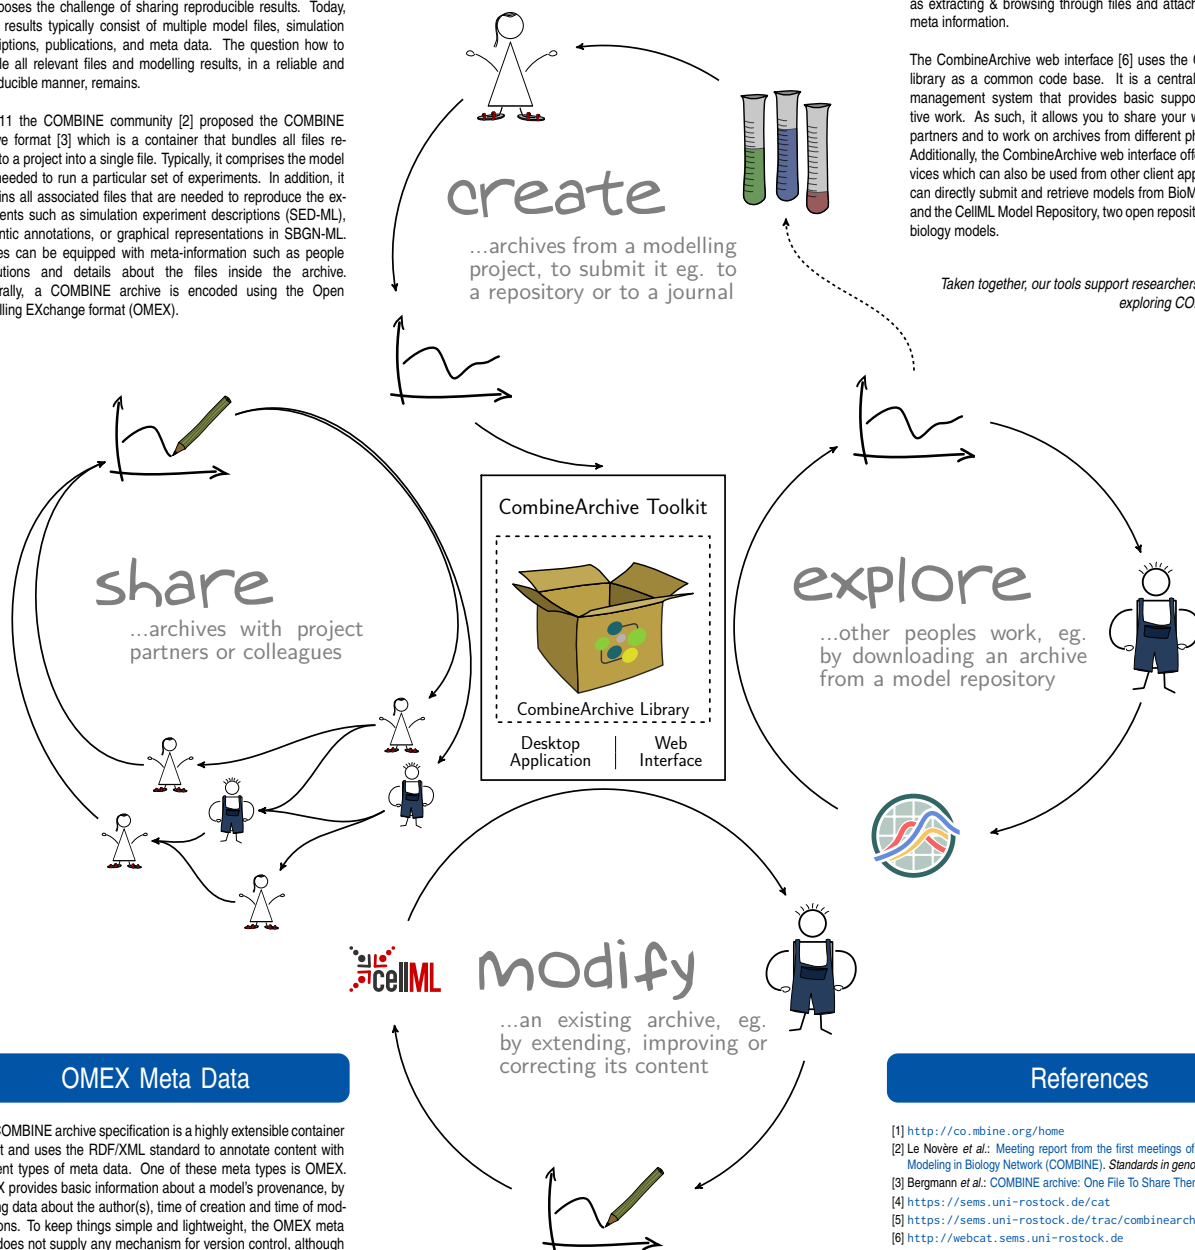 poses the challenge of sharing reproducible results. Today,
results typically consist of multiple model files, simulation
publications, and meta data. The question how to
all relevant files and modelling results, in a reliable and
manner, remains.
11 the COMBINE community [2] proposed the COMBINE
format [3] which is a container that bundles all files re-
to a project into a single file. Typically, it comprises the model
needed to run a particular set of experiments. In addition, it
all associated files that are needed to reproduce the ex-
such as simulation experiment descriptions (SED-ML),
annotations, or graphical representations in SBGN-ML.
can be equipped with meta-information such as people
and details about the files inside the archive.
a COMBINE archive is encoded using the Open
EXchange format (OMEX).
as extracting & browsing through files and attach
meta information.
The CombineArchive web interface [6] uses the C
library as a common code base. It is a central
management system that provides basic suppo
tive work. As such, it allows you to share your w
partners and to work on archives from different ph
Additionally, the CombineArchive web interface off
vices which can also be used from other client app
can directly submit and retrieve models from BioM
and the CellML Model Repository, two open reposit
biology models.
Taken together, our tools support researchers
exploring CO
create
...archives from a modelling
project, to submit it eg. to
a repository or to a journal
share
...archives with project
partners or colleagues
CombineArchive Toolkit
CombineArchive Library
Desktop Application
Web Interface
explore
...other peoples work, eg.
by downloading an archive
from a model repository
cellML
modify
...an existing archive, eg.
by extending, improving or
correcting its content
OMEX Meta Data
COMBINE archive specification is a highly extensible container
and uses the RDF/XML standard to annotate content with
types of meta data. One of these meta types is OMEX.
provides basic information about a model's provenance, by
data about the author(s), time of creation and time of mod-
To keep things simple and lightweight, the OMEX meta
does not supply any mechanism for version control, although
References
[1] http://co.mbine.org/home
[2] Le Novère et al.: Meeting report from the first meetings of
Modeling in Biology Network (COMBINE). Standards in geno
[3] Bergmann et al.: COMBINE archive: One File To Share Them
[4] https://sems.uni-rostock.de/cat
[5] https://sems.uni-rostock.de/trac/combinearch
[6] http://webcat.sems.uni-rostock.de